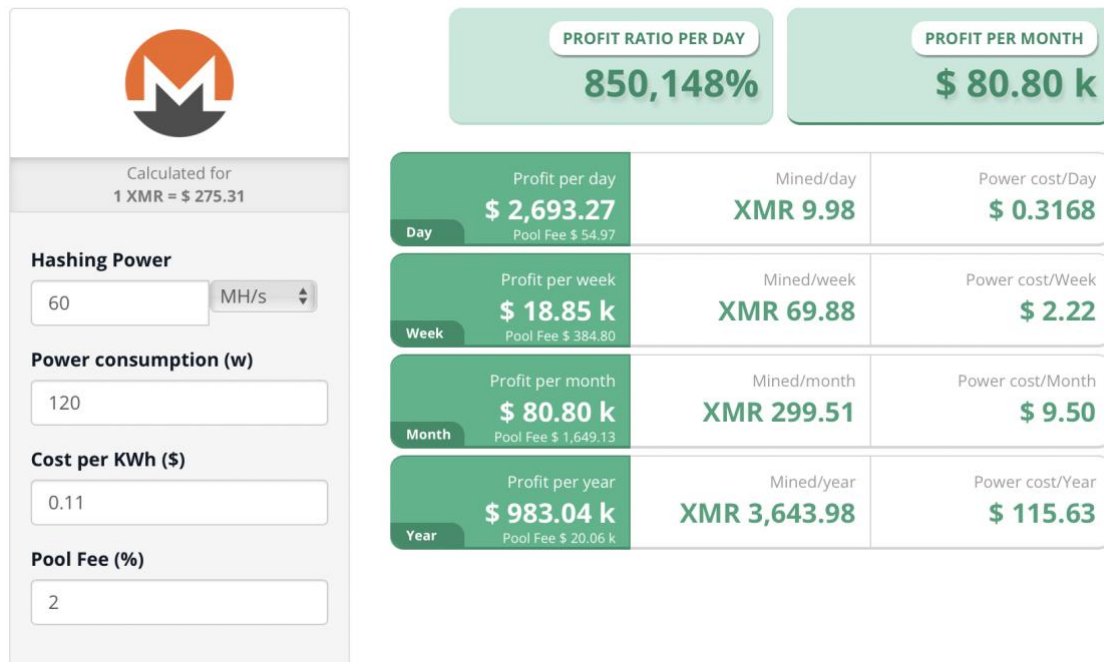 PROFIT RATIO PER DAY
850,148%
PROFIT PER MONTH
$ 80.80 k
Calculated for
1 XMR = $ 275.31
Hashing Power
60
MH/s
Power consumption (w)
120
Cost per KWh ($)
0.11
Pool Fee (%)
2
Day
Profit per day
$ 2,693.27
Pool Fee $ 54.97
Mined/day
XMR 9.98
Power cost/Day
$ 0.3168
Week
Profit per week
$ 18.85 k
Pool Fee $ 384.80
Mined/week
XMR 69.88
Power cost/Week
$ 2.22
Month
Profit per month
$ 80.80 k
Pool Fee $ 1,649.13
Mined/month
XMR 299.51
Power cost/Month
$ 9.50
Year
Profit per year
$ 983.04 k
Pool Fee $ 20.06 k
Mined/year
XMR 3,643.98
Power cost/Year
$ 115.63